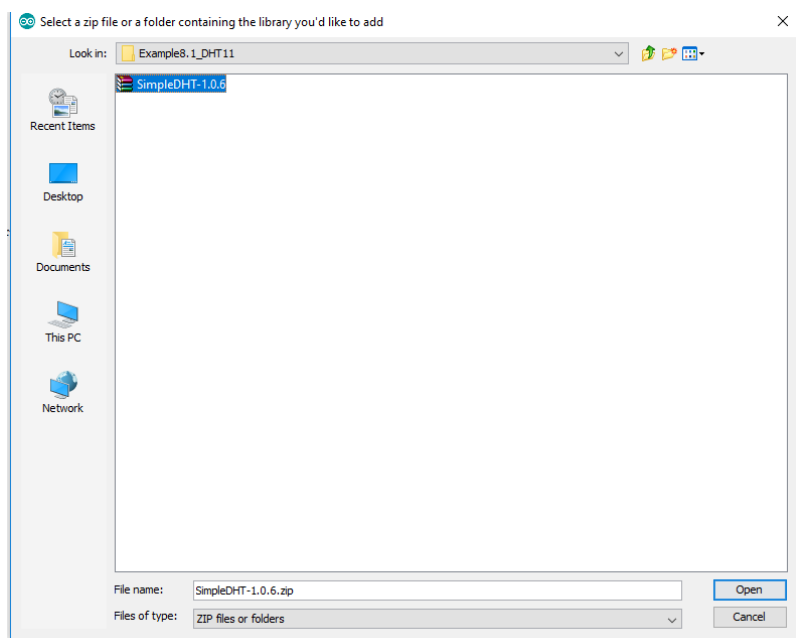 Select a zip file or a folder containing the library you'd like to add
Look in: Example8.1_DHT11
SimpleDHT-1.0.6
Recent Items
Desktop
Documents
This PC
Network
File name: SimpleDHT-1.0.6.zip Open
Files of type: ZIP files or folders Cancel